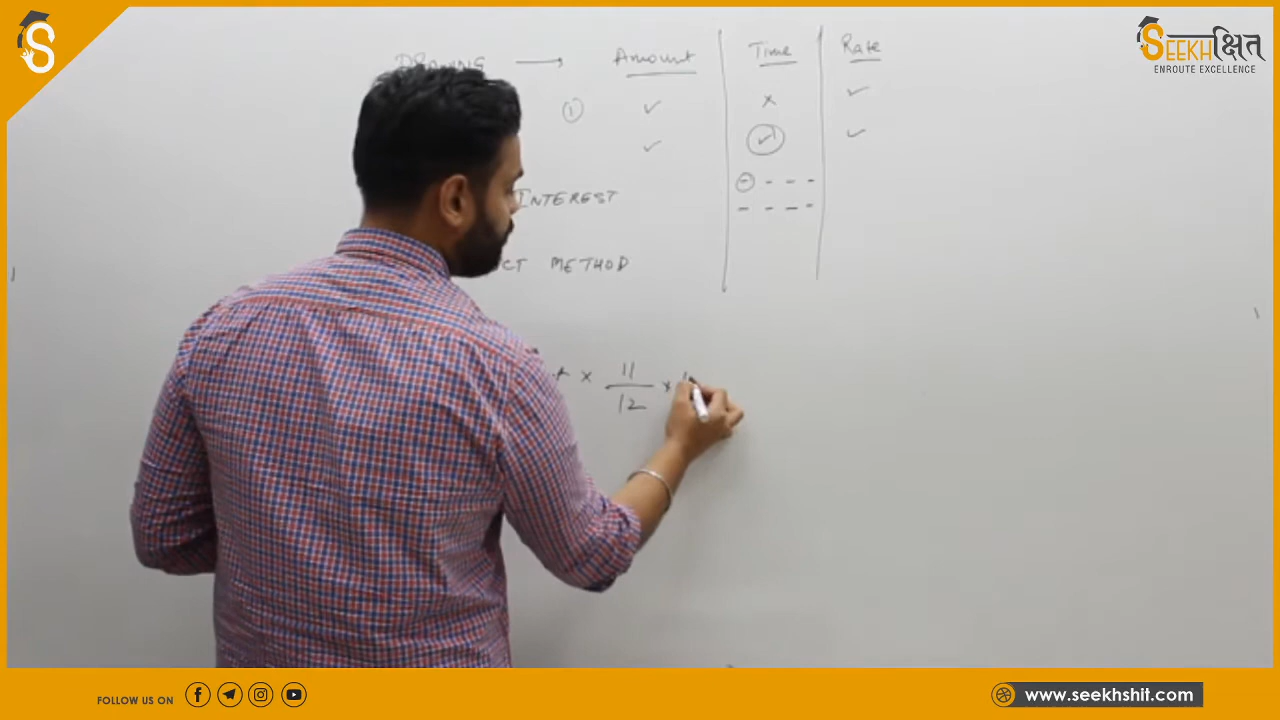 S
SEEKHक्षित
ENROUTE EXCELLENCE
DRAWING → Amount Time Rate
① ✓ × ✓
✓ ✓ ✓
INTEREST
CT METHOD
× 11/12 ×
FOLLOW US ON
www.seekhshit.com